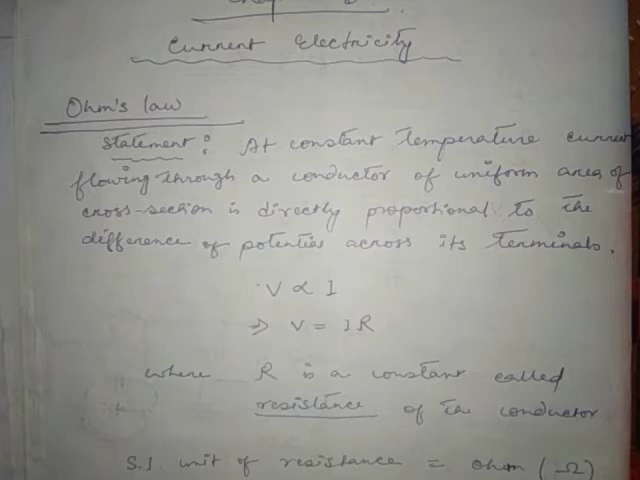 Current Electricity
Ohm's law
Statement: At constant temperature current
flowing through a conductor of uniform area of
cross-section is directly proportional to the
difference of potential across its terminals.
V ∝ I
⇒ V = IR
where R is a constant called
resistance of the conductor
S.I unit of resistance = ohm (Ω)